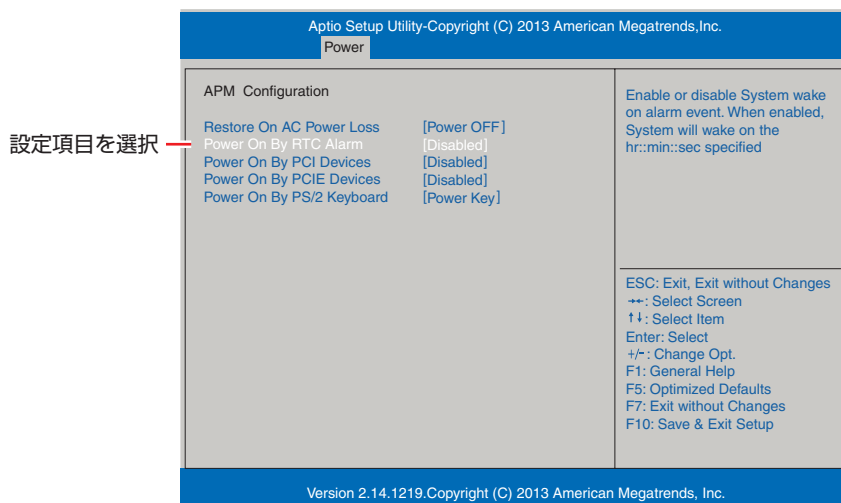 Aptio Setup Utility-Copyright (C) 2013 American Megatrends,Inc.
Power
APM Configuration
Restore On AC Power Loss [Power OFF]
設定項目を選択
Power On By RTC Alarm [Disabled]
Power On By PCI Devices [Disabled]
Power On By PCIE Devices [Disabled]
Power On By PS/2 Keyboard [Power Key]
Enable or disable System wake
on alarm event. When enabled,
System will wake on the
hr::min::sec specified
ESC: Exit, Exit without Changes
→←: Select Screen
↑↓: Select Item
Enter: Select
+/-: Change Opt.
F1: General Help
F5: Optimized Defaults
F7: Exit without Changes
F10: Save & Exit Setup
Version 2.14.1219.Copyright (C) 2013 American Megatrends, Inc.